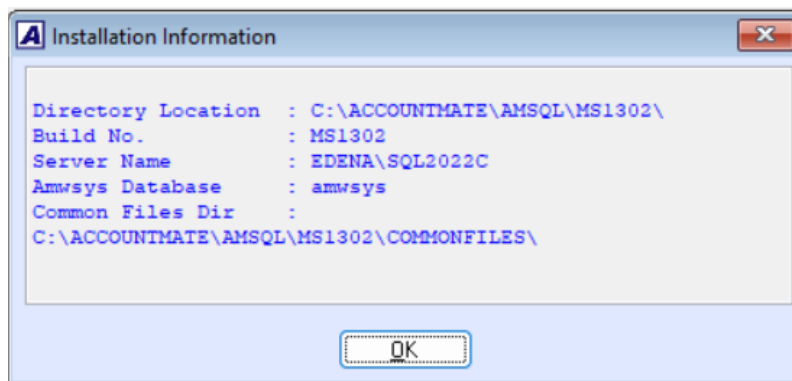 A Installation Information
Directory Location : C:\ACCOUNTMATE\AMSQL\MS1302\
Build No. : MS1302
Server Name : EDENA\SQL2022C
Amwsys Database : amwsys
Common Files Dir :
C:\ACCOUNTMATE\AMSQL\MS1302\COMMONFILES\
OK